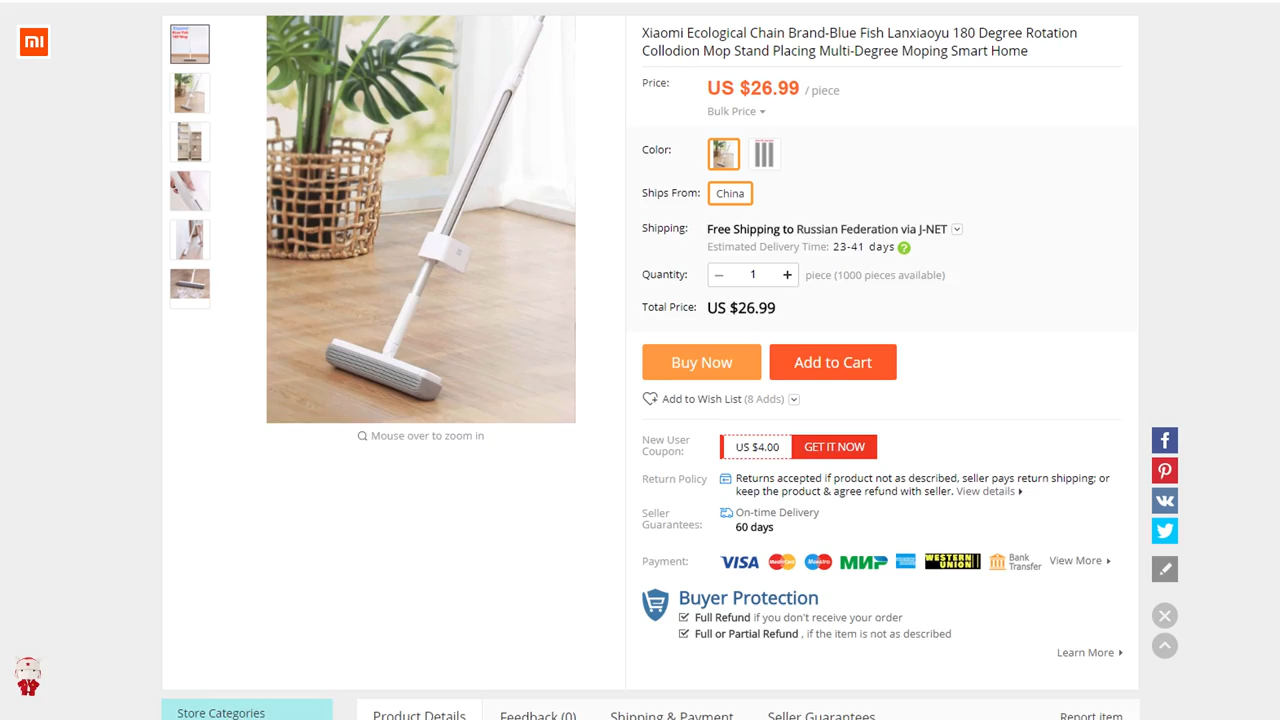 mi
Xiaomi Ecological Chain Brand-Blue Fish Lanxiaoyu 180 Degree Rotation
Collodion Mop Stand Placing Multi-Degree Moping Smart Home
Price:
US $26.99 / piece
Bulk Price
Color:
Ships From:
China
Shipping:
Free Shipping to Russian Federation via J-NET
Estimated Delivery Time: 23-41 days ?
Quantity:
− 1 + piece (1000 pieces available)
Total Price:
US $26.99
Buy Now
Add to Cart
Add to Wish List (8 Adds)
Mouse over to zoom in
New User
Coupon:
US $4.00
GET IT NOW
Return Policy
Returns accepted if product not as described, seller pays return shipping; or
keep the product & agree refund with seller. View details
Seller
Guarantees:
On-time Delivery
60 days
Payment:
VISA
MasterCard
Maestro
МИР
WESTERN
UNION
Bank
Transfer
View More
Buyer Protection
Full Refund if you don't receive your order
Full or Partial Refund , if the item is not as described
Learn More
Store Categories
Product Details
Feedback (0)
Shipping & Payment
Seller Guarantees
Report item